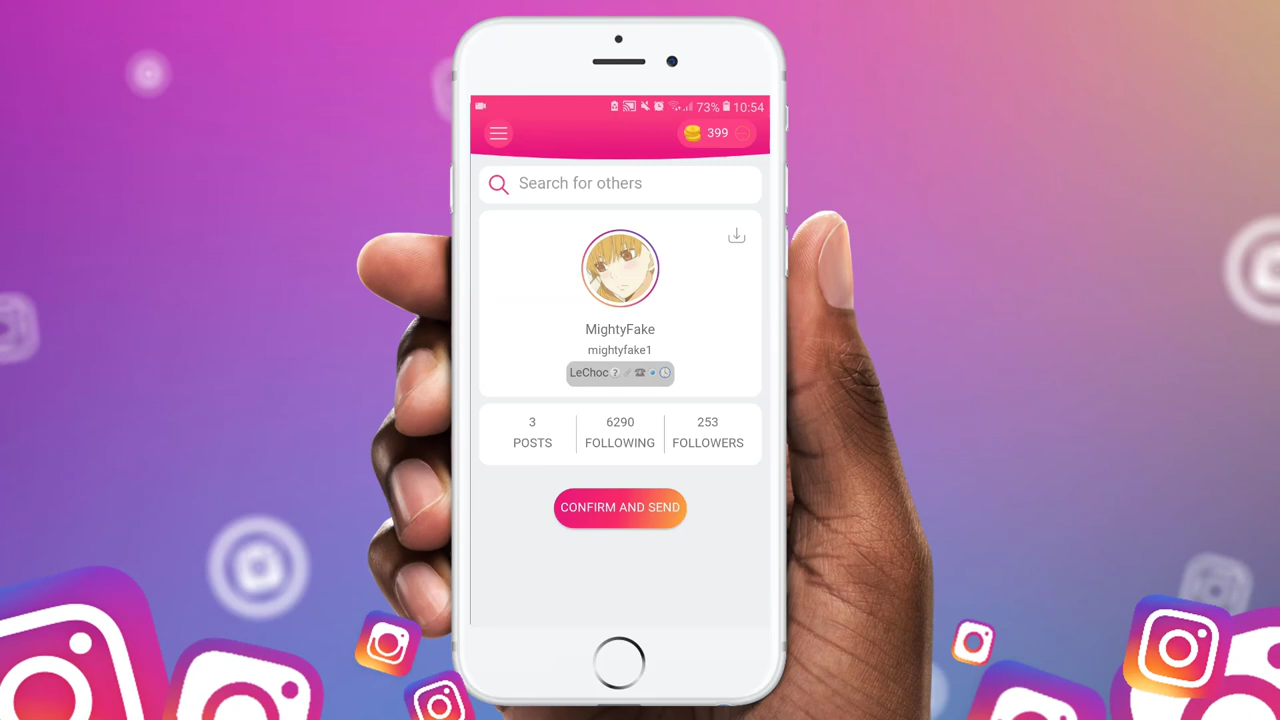 73% 10:54
399
Search for others
MightyFake
mightyfake1
LeChoc
3 6290 253
POSTS FOLLOWING FOLLOWERS
CONFIRM AND SEND